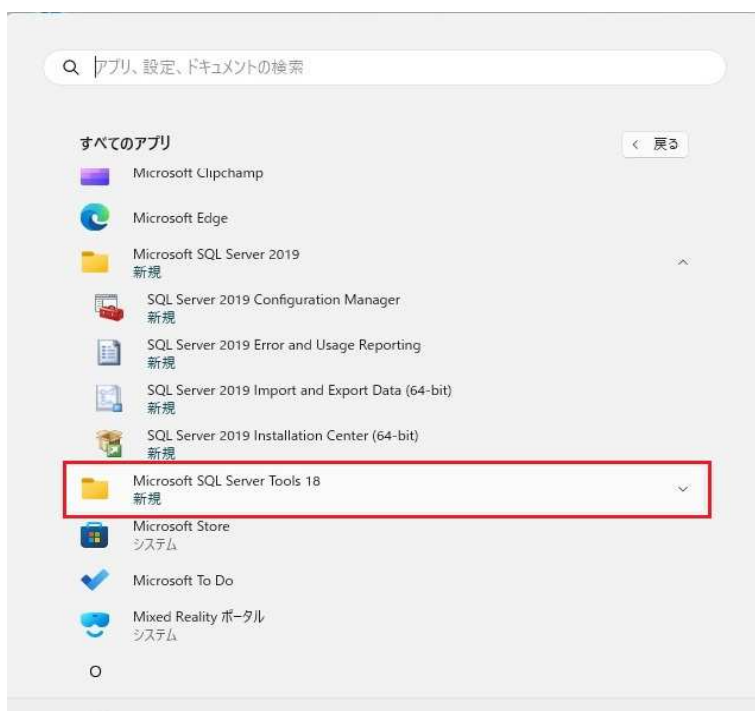 アプリ、設定、ドキュメントの検索
すべてのアプリ
戻る
Microsoft Clipchamp
Microsoft Edge
Microsoft SQL Server 2019
新規
SQL Server 2019 Configuration Manager
新規
SQL Server 2019 Error and Usage Reporting
新規
SQL Server 2019 Import and Export Data (64-bit)
新規
SQL Server 2019 Installation Center (64-bit)
新規
Microsoft SQL Server Tools 18
新規
Microsoft Store
システム
Microsoft To Do
Mixed Reality ポータル
システム
O